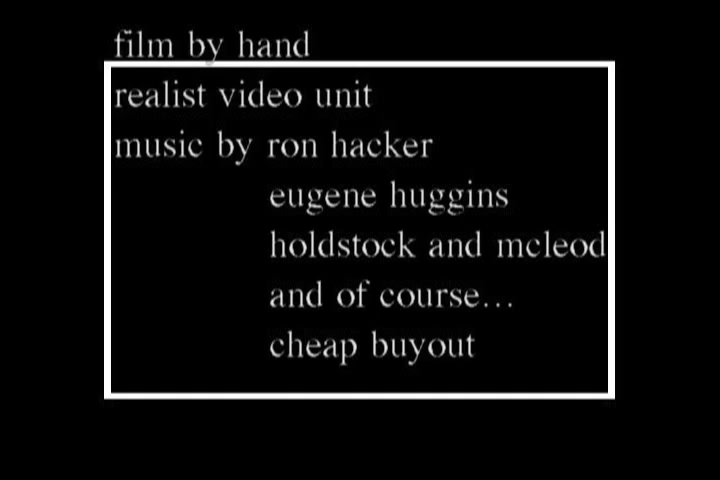 film by hand
realist video unit
music by ron hacker
eugene huggins
holdstock and mcleod
and of course...
cheap buyout